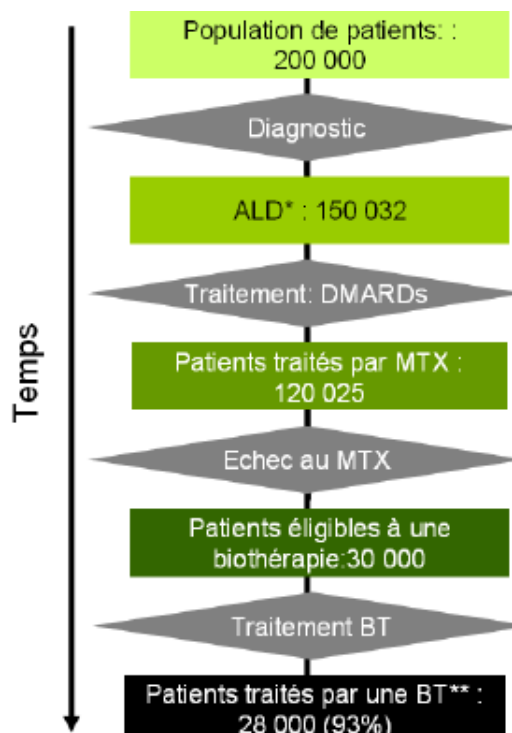 Population de patients: :
200 000
Diagnostic
ALD* : 150 032
Traitement: DMARDs
Patients traités par MTX :
120 025
Echec au MTX
Patients éligibles à une
biothérapie:30 000
Traitement BT
Patients traités par une BT** :
28 000 (93%)
Temps